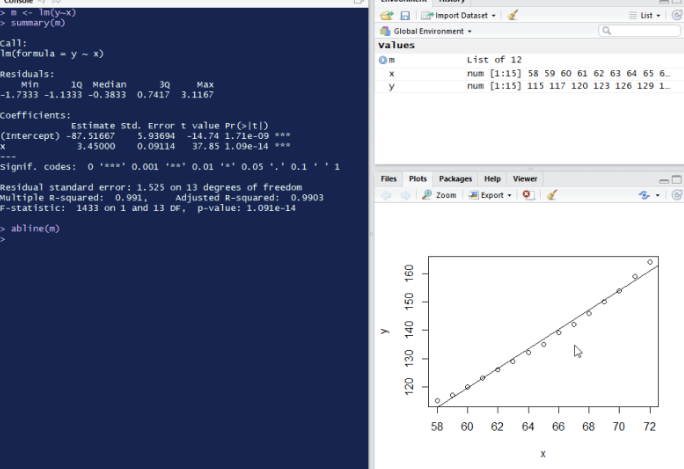 Console
> m <- lm(y~x)
> summary(m)
Call:
lm(formula = y ~ x)
Residuals:
Min 1Q Median 3Q Max
-1.7333 -1.1333 -0.3833 0.7417 3.1167
Coefficients:
Estimate Std. Error t value Pr(>|t|)
(Intercept) -87.51667 5.93694 -14.74 1.71e-09 ***
x 3.45000 0.09114 37.85 1.09e-14 ***
---
Signif. codes: 0 ‘***’ 0.001 ‘**’ 0.01 ‘*’ 0.05 ‘.’ 0.1 ‘ ’ 1
Residual standard error: 1.525 on 13 degrees of freedom
Multiple R-squared: 0.991, Adjusted R-squared: 0.9903
F-statistic: 1433 on 1 and 13 DF, p-value: 1.091e-14
> abline(m)
>
Environment History
Import Dataset List
Global Environment
Values
m List of 12
x num [1:15] 58 59 60 61 62 63 64 65 6...
y num [1:15] 115 117 120 123 126 129 1...
Files Plots Packages Help Viewer
Zoom Export
160
150
140
130
120
y
58 60 62 64 66 68 70 72
x